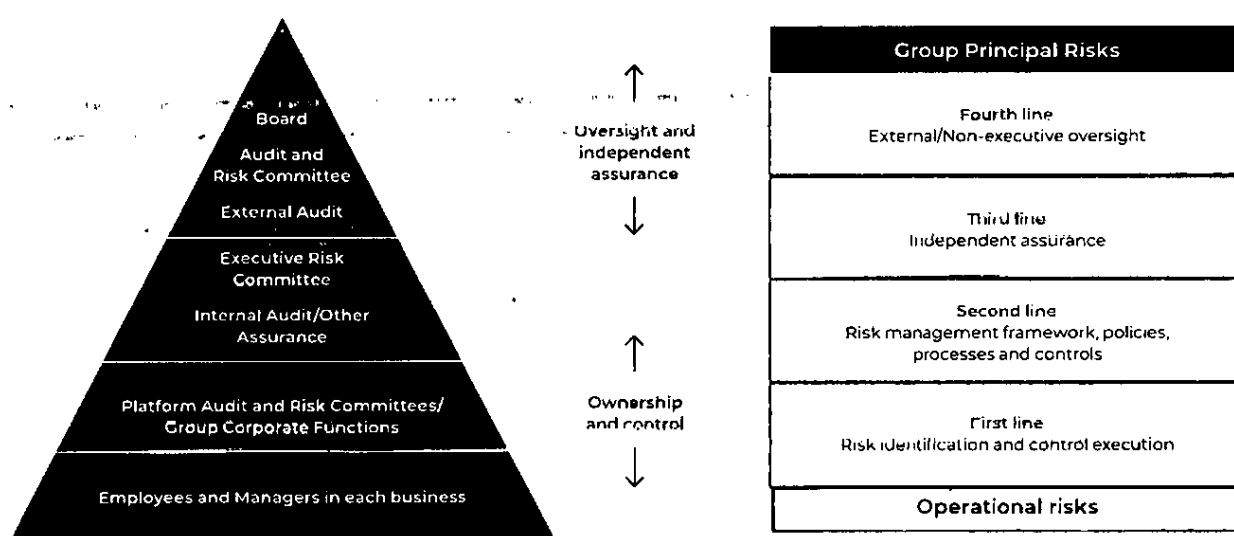 Board
Audit and
Risk Committee
External Audit
Executive Risk
Committee
Internal Audit/Other
Assurance
Platform Audit and Risk Committees/
Group Corporate Functions
Employees and Managers in each business
Oversight and
independent
assurance
Ownership
and control
Group Principal Risks
Fourth line
External/Non-executive oversight
Third line
Independent assurance
Second line
Risk management framework, policies,
processes and controls
First line
Risk identification and control execution
Operational risks